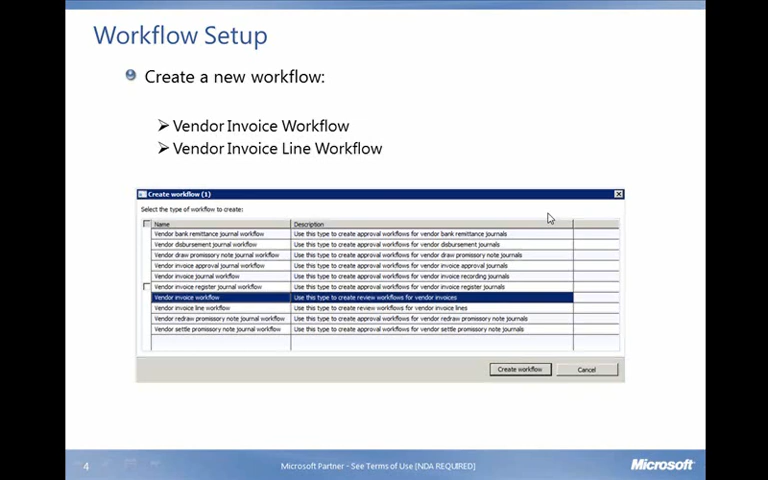 Workflow Setup
Create a new workflow:
Vendor Invoice Workflow
Vendor Invoice Line Workflow
Create workflow (1)
Select the type of workflow to create:
Name Description
Vendor bank remittance journal workflow Use this type to create approval workflows for vendor bank remittance journals
Vendor disbursement journal workflow Use this type to create approval workflows for vendor disbursement journals
Vendor draw promissory note journal workflow Use this type to create approval workflows for vendor draw promissory note journals
Vendor invoice approval journal workflow Use this type to create approval workflows for vendor invoice approval journals
Vendor invoice journal workflow Use this type to create approval workflows for vendor invoice recording journals
Vendor invoice register journal workflow Use this type to create approval workflows for vendor invoice register journals
Vendor invoice workflow Use this type to create review workflows for vendor invoices
Vendor invoice line workflow Use this type to create review workflows for vendor invoice lines
Vendor redraw promissory note journal workflow Use this type to create approval workflows for vendor redraw promissory note journals
Vendor settle promissory note journal workflow Use this type to create approval workflows for vendor settle promissory note journals
Create workflow Cancel
4 Microsoft Partner - See Terms of Use [NDA REQUIRED] Microsoft